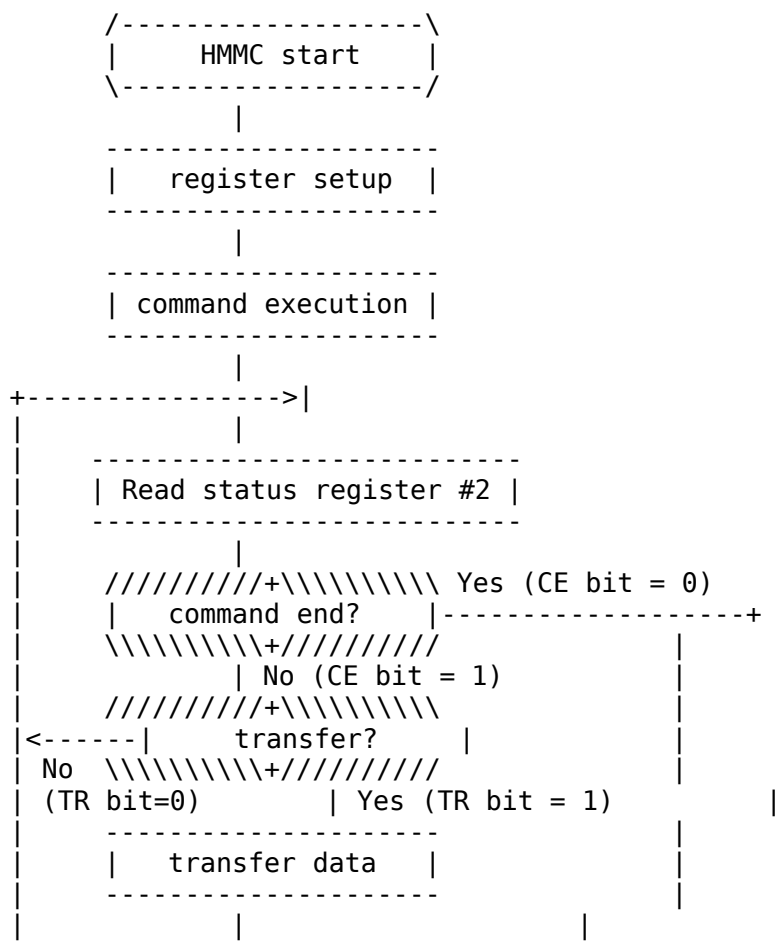 HMMC start
register setup
command execution
Read status register #2
Yes (CE bit = 0)
command end?
No (CE bit = 1)
transfer?
No
(TR bit=0) Yes (TR bit = 1)
transfer data